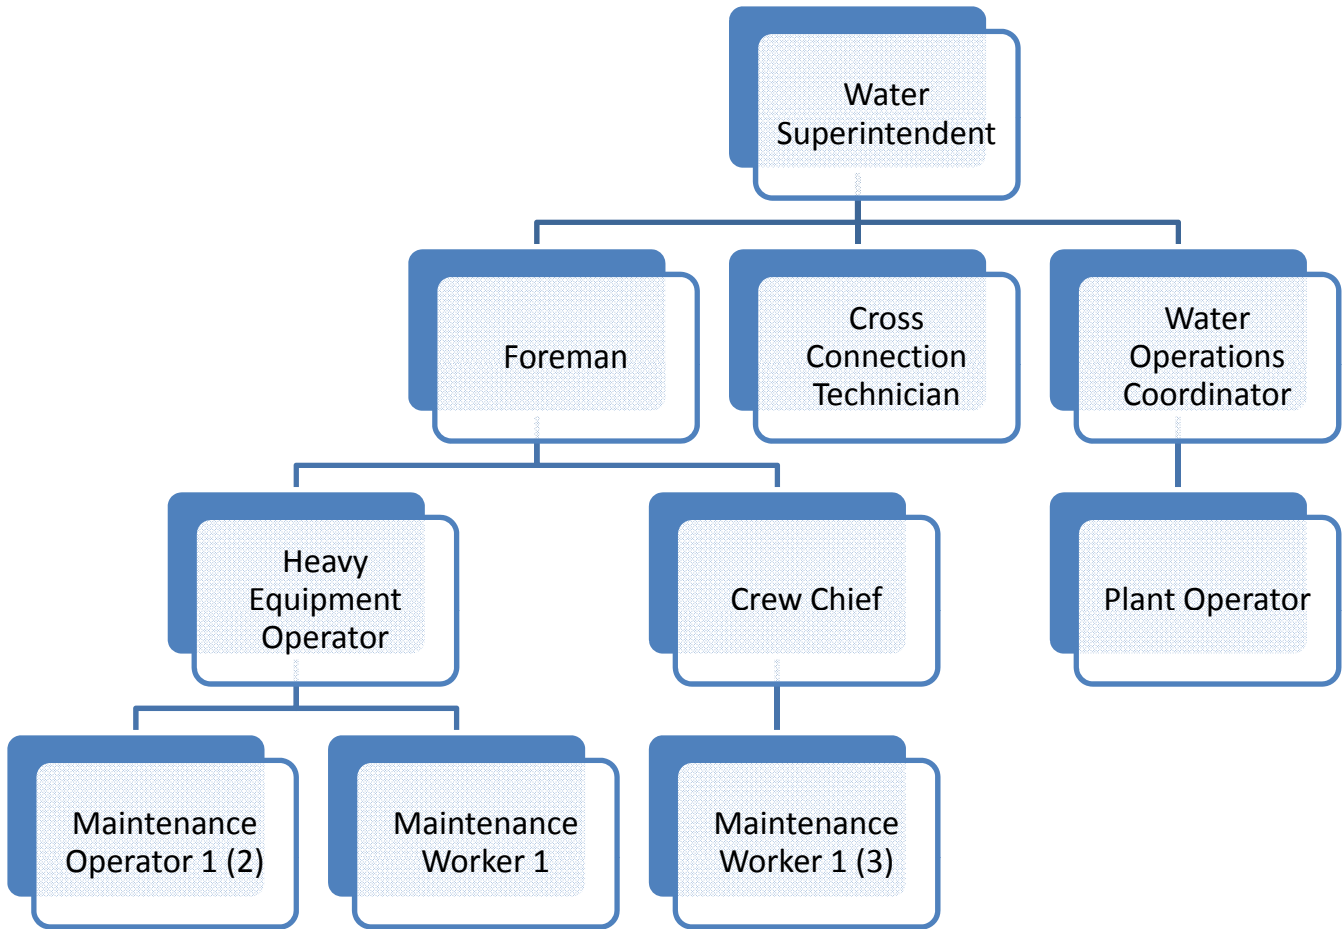 Water
Superintendent
Foreman
Cross
Connection
Technician
Water
Operations
Coordinator
Heavy
Equipment
Operator
Crew Chief
Plant Operator
Maintenance
Operator 1 (2)
Maintenance
Worker 1
Maintenance
Worker 1 (3)